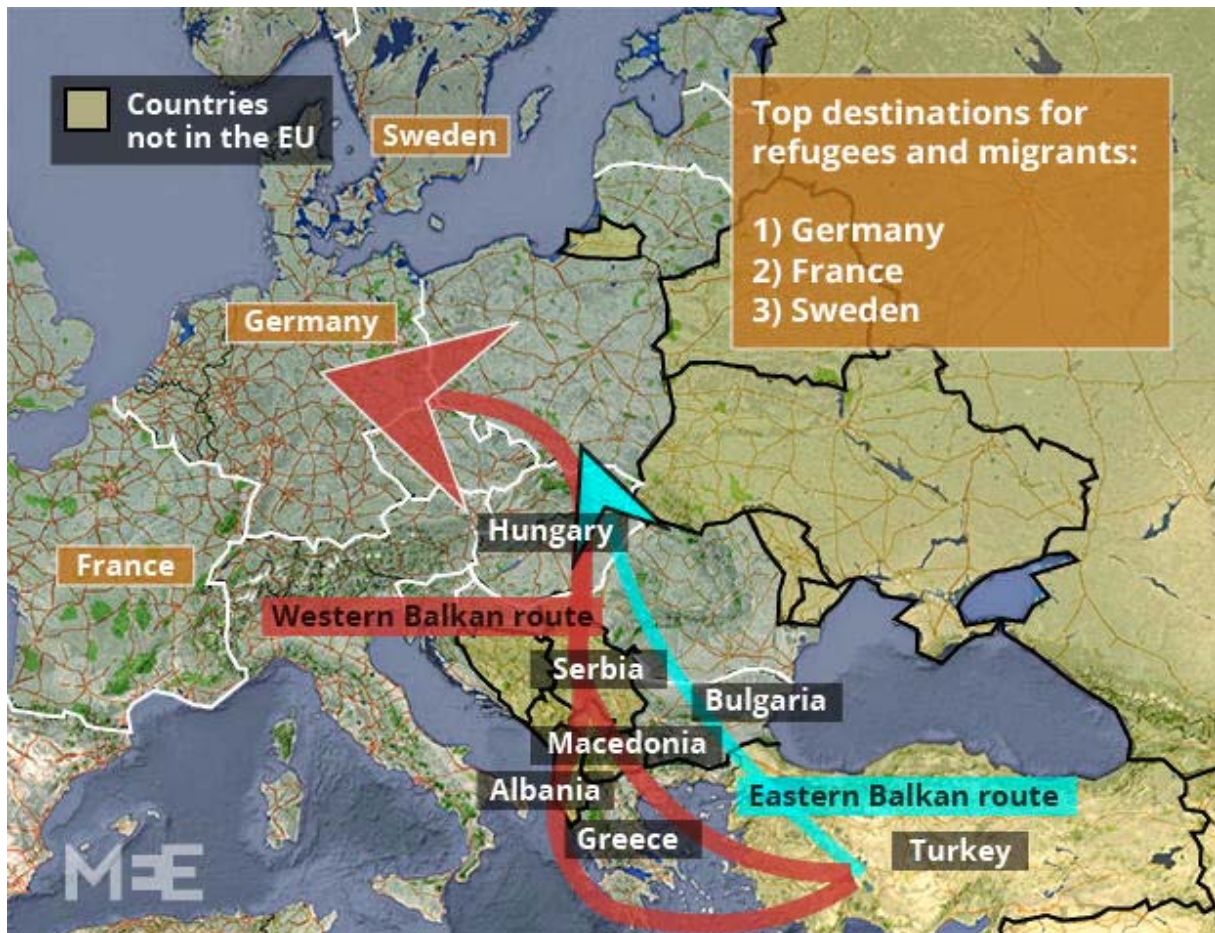 Countries
not in the EU
Sweden
Top destinations for
refugees and migrants:
1) Germany
2) France
3) Sweden
Germany
Hungary
France
Western Balkan route
Serbia
Bulgaria
Macedonia
Albania
Eastern Balkan route
Greece
Turkey
MEE